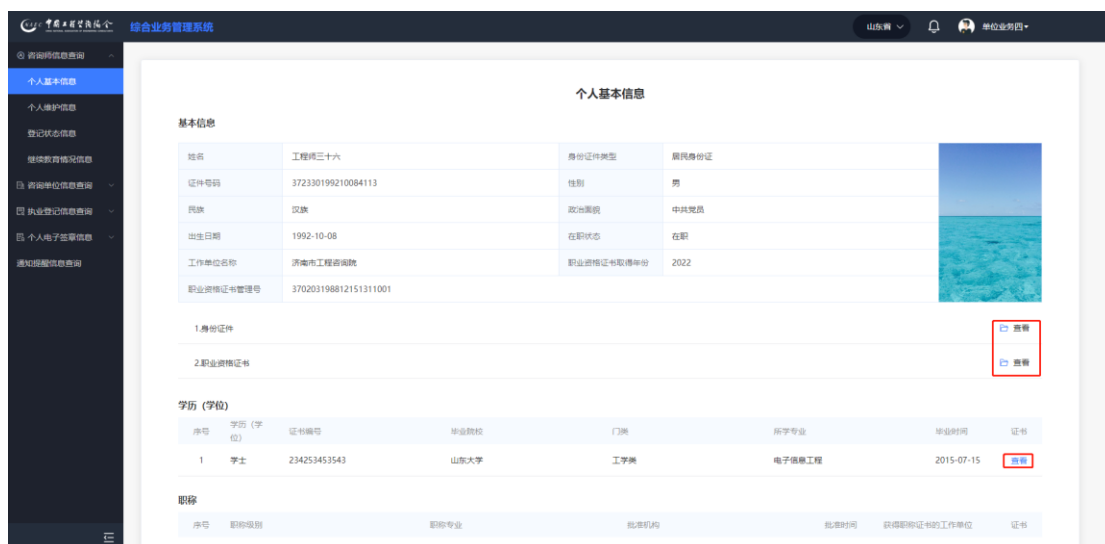 中国工程咨询协会 综合业务管理系统 山东省 单位业务四
咨询师信息查询
个人基本信息
个人维护信息
登记状态信息
继续教育情况信息
咨询单位信息查询
执业登记信息查询
个人电子签章信息
通知提醒信息查询
个人基本信息
基本信息
姓名 工程师三十六 身份证件类型 居民身份证
证件号码 372330199210084113 性别 男
民族 汉族 政治面貌 中共党员
出生日期 1992-10-08 在职状态 在职
工作单位名称 济南市工程咨询院 职业资格证书取得年份 2022
职业资格证书管理号 370203198812151311001
1.身份证件 查看
2.职业资格证书 查看
学历（学位）
序号 学历（学位） 证书编号 毕业院校 门类 所学专业 毕业时间 证书
1 学士 234253453543 山东大学 工学类 电子信息工程 2015-07-15 查看
职称
序号 职称级别 职称专业 批准机构 批准时间 获得职称证书的工作单位 证书